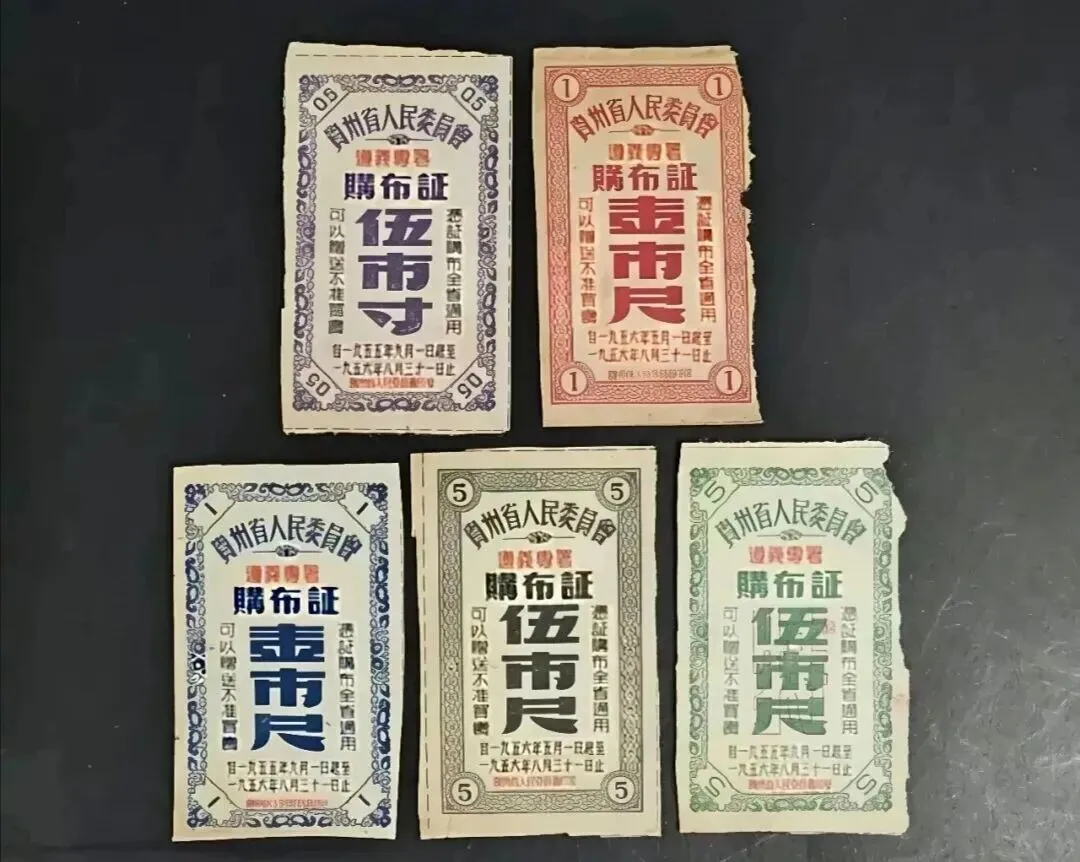 0.5 0.5
貴州省人民委員會
遵義專署
購布証
伍市寸
憑証購布全省通用
可以贈送不准買賣
自一九五五年九月一日起至
一九五六年八月三十一日止
0.5 0.5
1 1
貴州省人民委員會
遵義專署
購布証
壹市尺
憑証購布全省通用
可以贈送不准買賣
自一九五六年五月一日起至
一九五六年八月三十一日止
1 1
1 1
貴州省人民委員會
遵義專署
購布証
壹市尺
憑証購布全省通用
可以贈送不准買賣
自一九五五年九月一日起至
一九五六年八月三十一日止
1 1
5 5
貴州省人民委員會
遵義專署
購布証
伍市尺
憑証購布全省通用
可以贈送不准買賣
自一九五六年五月一日起至
一九五六年八月三十一日止
5 5
5 5
貴州省人民委員會
遵義專署
購布証
伍市尺
憑証購布全省通用
可以贈送不准買賣
自一九五五年九月一日起至
一九五六年八月三十一日止
5 5